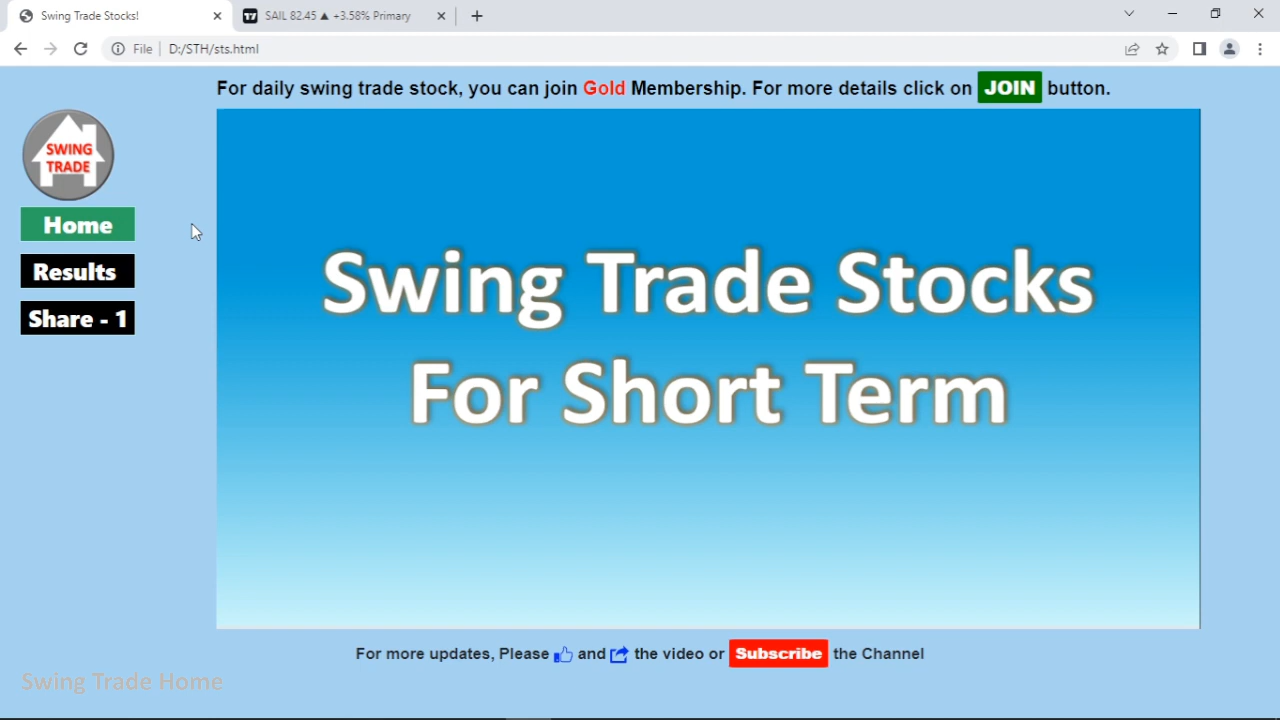 Swing Trade Stocks!
SAIL 82.45 ▲ +3.58% Primary
File
D:/STH/sts.html
For daily swing trade stock, you can join Gold Membership. For more details click on JOIN button.
SWING
TRADE
Home
Results
Share - 1
Swing Trade Stocks
For Short Term
For more updates, Please and the video or Subscribe the Channel
Swing Trade Home